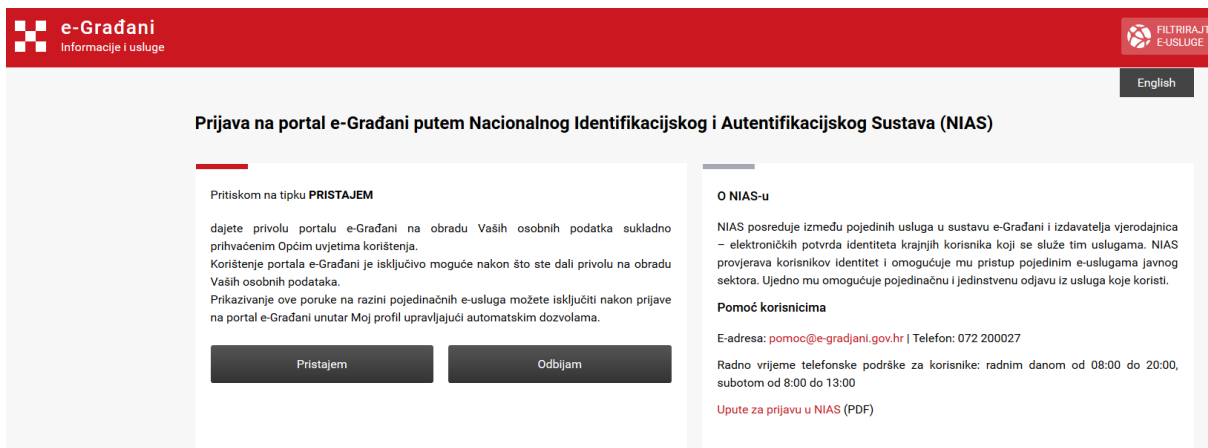 e-Građani
Informacije i usluge
FILTRIRAJT
E-USLUGE
English
Prijava na portal e-Građani putem Nacionalnog Identifikacijskog i Autentifikacijskog Sustava (NIAS)
Pritiskom na tipku PRISTAJEM
dajete privolu portalu e-Građani na obradu Vaših osobnih podatka sukladno
prihvaćenim Općim uvjetima korištenja.
Korištenje portala e-Građani je isključivo moguće nakon što ste dali privolu na obradu
Vaših osobnih podataka.
Prikazivanje ove poruke na razini pojedinačnih e-usluga možete isključiti nakon prijave
na portal e-Građani unutar Moj profil upravljajući automatskim dozvolama.
Pristajem
Odbijam
O NIAS-u
NIAS posreduje između pojedinih usluga u sustavu e-Građani i izdavatelja vjerodajnica
– elektroničkih potvrda identiteta krajnjih korisnika koji se služe tim uslugama. NIAS
provjerava korisnikov identitet i omogućuje mu pristup pojedinim e-uslugama javnog
sektora. Ujedno mu omogućuje pojedinačnu i jedinstvenu odjavu iz usluga koje koristi.
Pomoć korisnicima
E-adresa: pomoc@e-gradjani.gov.hr | Telefon: 072 200027
Radno vrijeme telefonske podrške za korisnike: radnim danom od 08:00 do 20:00,
subotom od 8:00 do 13:00
Upute za prijavu u NIAS (PDF)